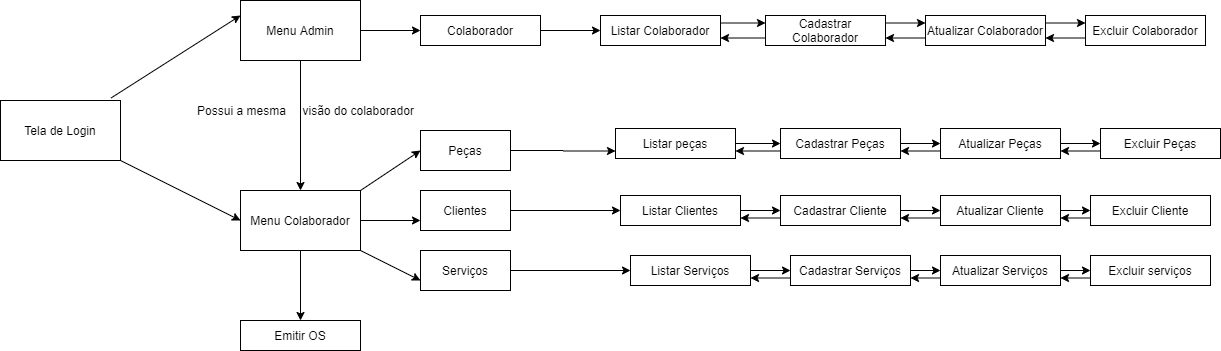 Menu Admin
Colaborador
Listar Colaborador
Cadastrar
Colaborador
Atualizar Colaborador
Excluir Colaborador
Possui a mesma
visão do colaborador
Tela de Login
Peças
Listar peças
Cadastrar Peças
Atualizar Peças
Excluir Peças
Menu Colaborador
Clientes
Listar Clientes
Cadastrar Cliente
Atualizar Cliente
Excluir Cliente
Serviços
Listar Serviços
Cadastrar Serviços
Atualizar Serviços
Excluir serviços
Emitir OS